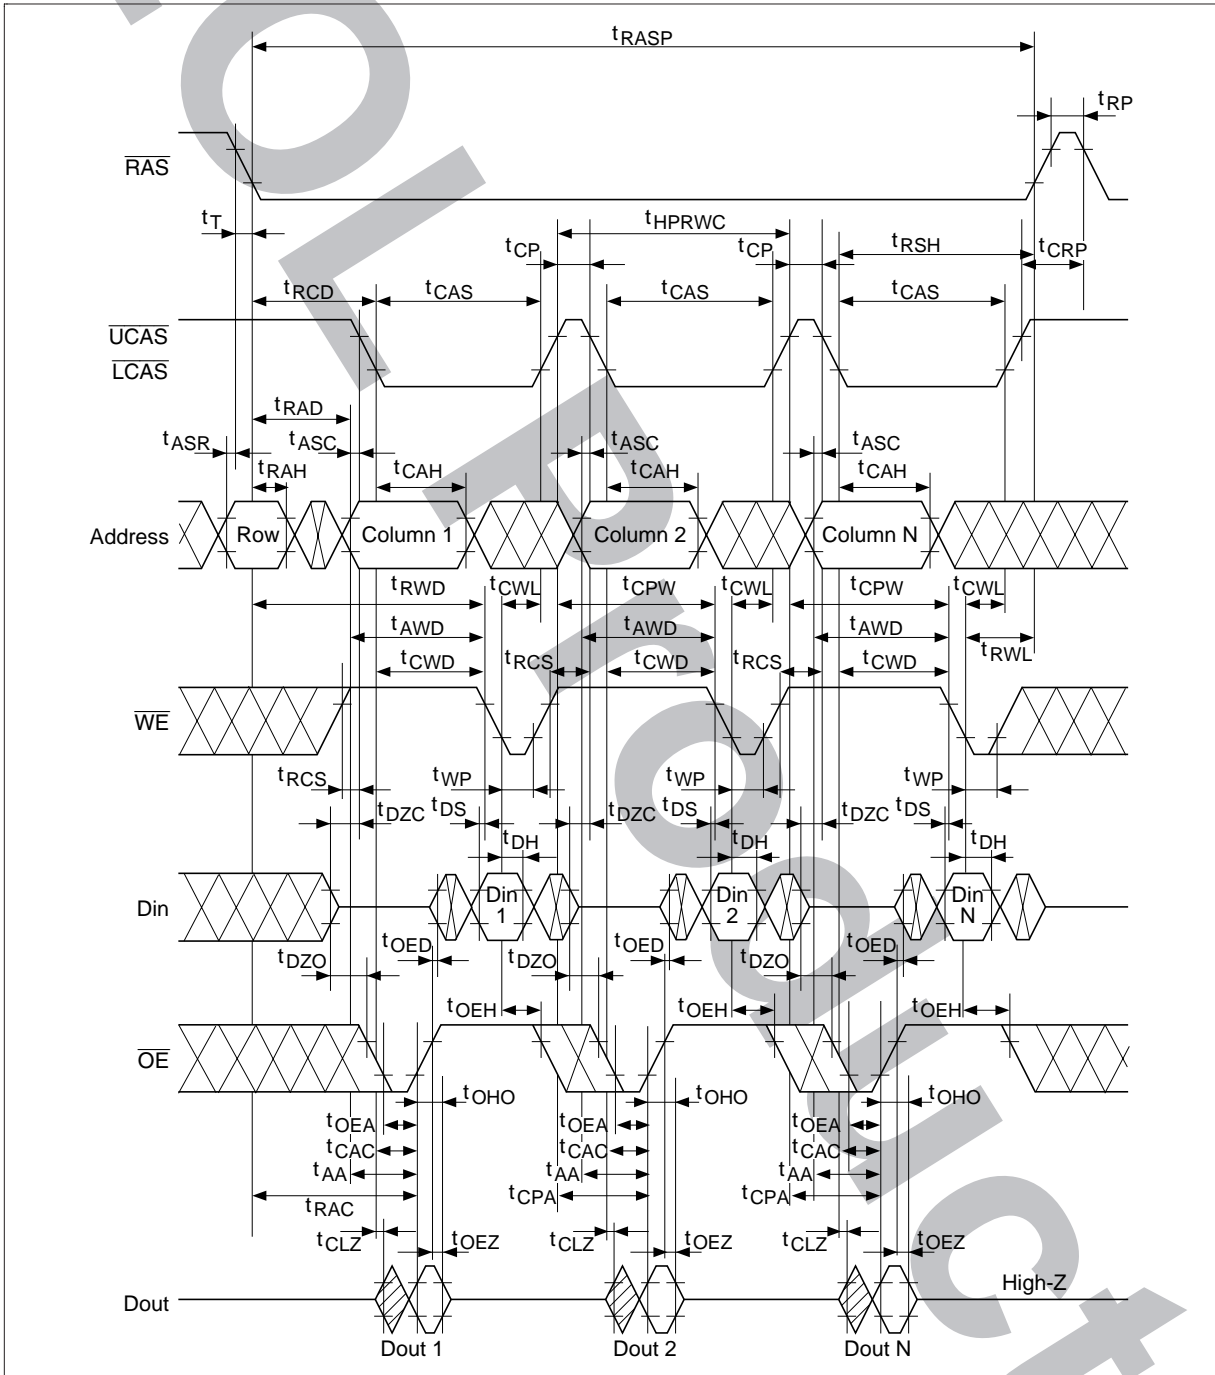 tRASP
tRP
RAS
tT
tHPRWC
tCP
tCP
tRSH
tCRP
tRCD
tCAS
tCAS
tCAS
UCAS
LCAS
tRAD
tASR
tASC
tASC
tASC
tRAH
tCAH
tCAH
tCAH
Address
Row
Column 1
Column 2
Column N
tRWD
tCWL
tCPW
tCWL
tCPW
tCWL
tAWD
tAWD
tAWD
tRWL
tCWD
tRCS
tCWD
tRCS
tCWD
WE
tRCS
tWP
tWP
tWP
tDZC
tDS
tDZC
tDS
tDZC
tDS
tDH
tDH
tDH
Din
Din
1
Din
2
Din
N
tOED
tOED
tOED
tDZO
tDZO
tDZO
tOEH
tOEH
tOEH
OE
tOHO
tOHO
tOHO
tOEA
tOEA
tOEA
tCAC
tCAC
tCAC
tAA
tAA
tAA
tRAC
tCPA
tCPA
tCLZ
tOEZ
tCLZ
tOEZ
tCLZ
tOEZ
High-Z
Dout
Dout 1
Dout 2
Dout N
OL Product